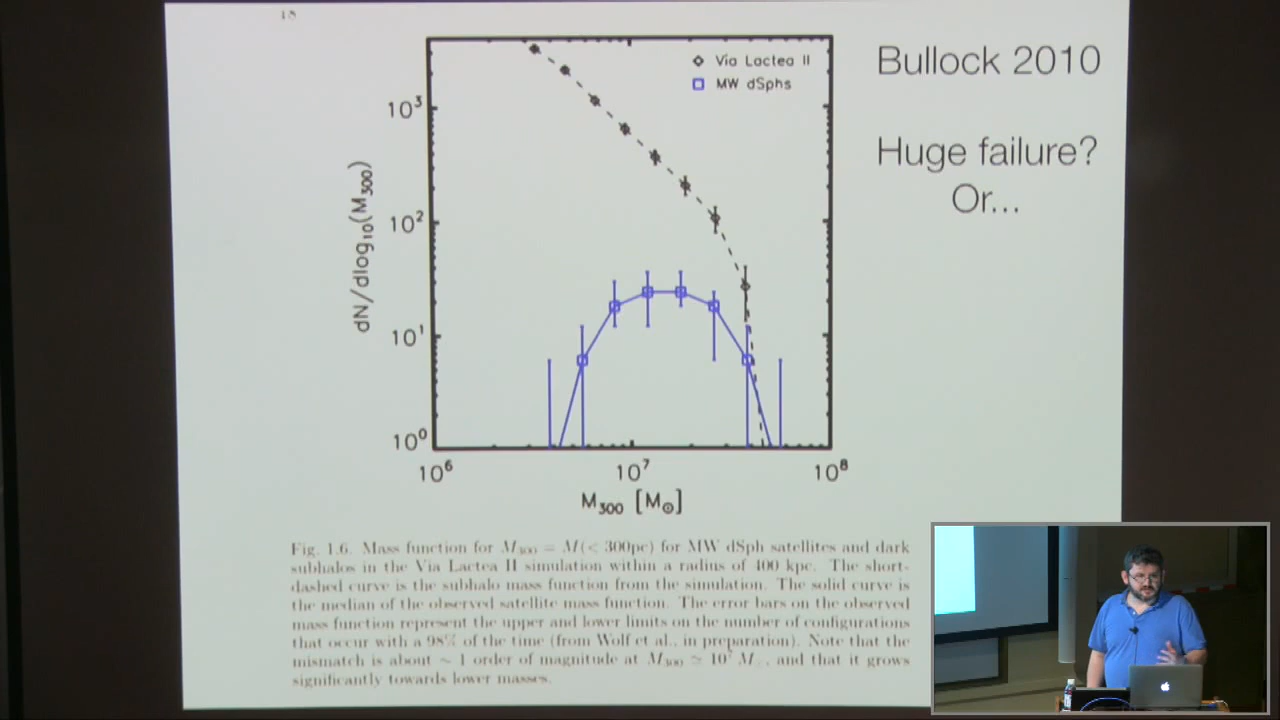 15
Via Lactea II
MW dSphs
Bullock 2010
Huge failure?
Or...
10³
10²
10¹
10⁰
dN/dlog₁₀(M₃₀₀)
10⁶ 10⁷ 10⁸
M₃₀₀ [M☉]
Fig. 1.6. Mass function for M₃₀₀ = M(< 300pc) for MW dSph satellites and dark
subhalos in the Via Lactea II simulation within a radius of 400 kpc. The short-
dashed curve is the subhalo mass function from the simulation. The solid curve is
the median of the observed satellite mass function. The error bars on the observed
mass function represent the upper and lower limits on the number of configurations
that occur with a 98% of the time (from Wolf et al., in preparation). Note that the
mismatch is about ~ 1 order of magnitude at M₃₀₀ ≃ 10⁷ M☉, and that it grows
significantly towards lower masses.